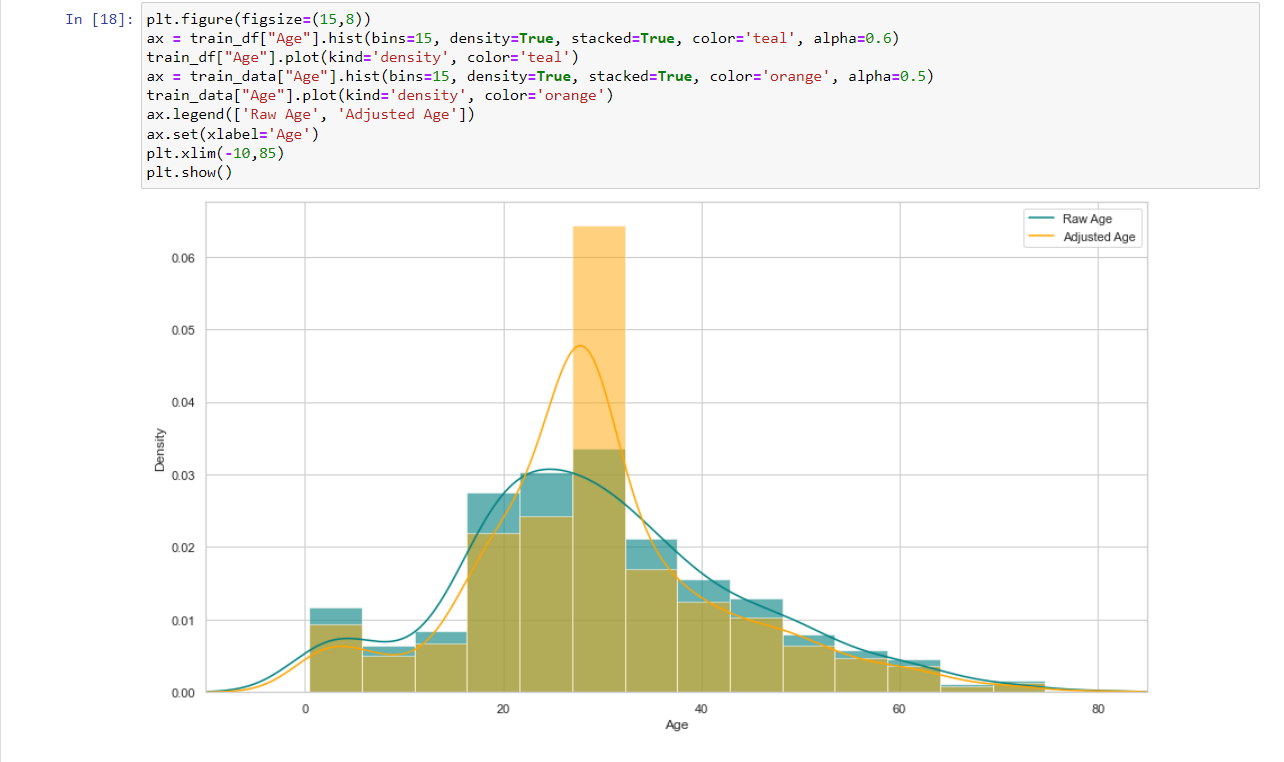 In [18]:
plt.figure(figsize=(15,8))
ax = train_df["Age"].hist(bins=15, density=True, stacked=True, color='teal', alpha=0.6)
train_df["Age"].plot(kind='density', color='teal')
ax = train_data["Age"].hist(bins=15, density=True, stacked=True, color='orange', alpha=0.5)
train_data["Age"].plot(kind='density', color='orange')
ax.legend(['Raw Age', 'Adjusted Age'])
ax.set(xlabel='Age')
plt.xlim(-10,85)
plt.show()
Raw Age
Adjusted Age
0.06
0.05
0.04
Density
0.03
0.02
0.01
0.00
0 20 40 60 80
Age